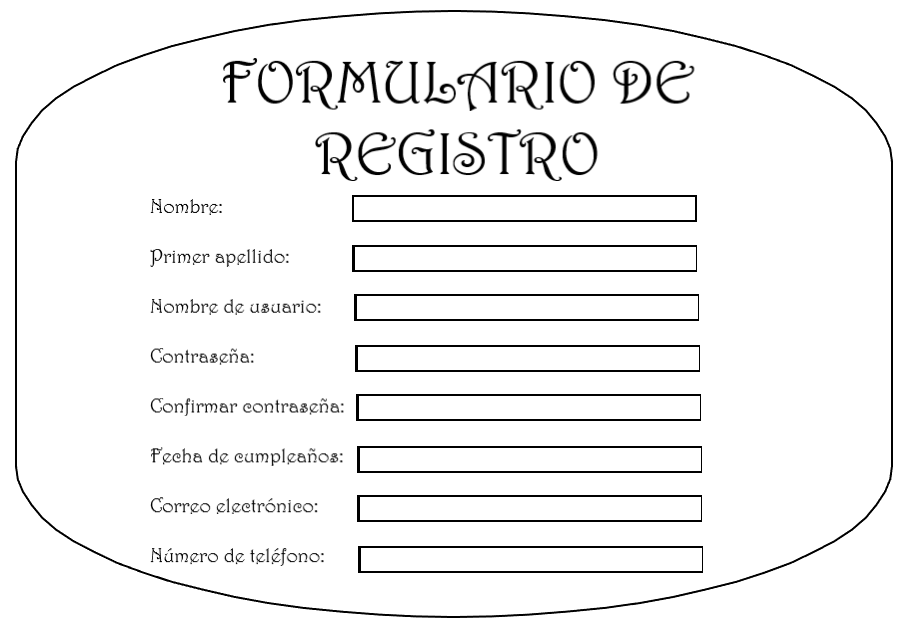 FORMULARIO DE
REGISTRO
Nombre:
Primer apellido:
Nombre de usuario:
Contraseña:
Confirmar contraseña:
Fecha de cumpleaños:
Correo electrónico:
Número de teléfono: